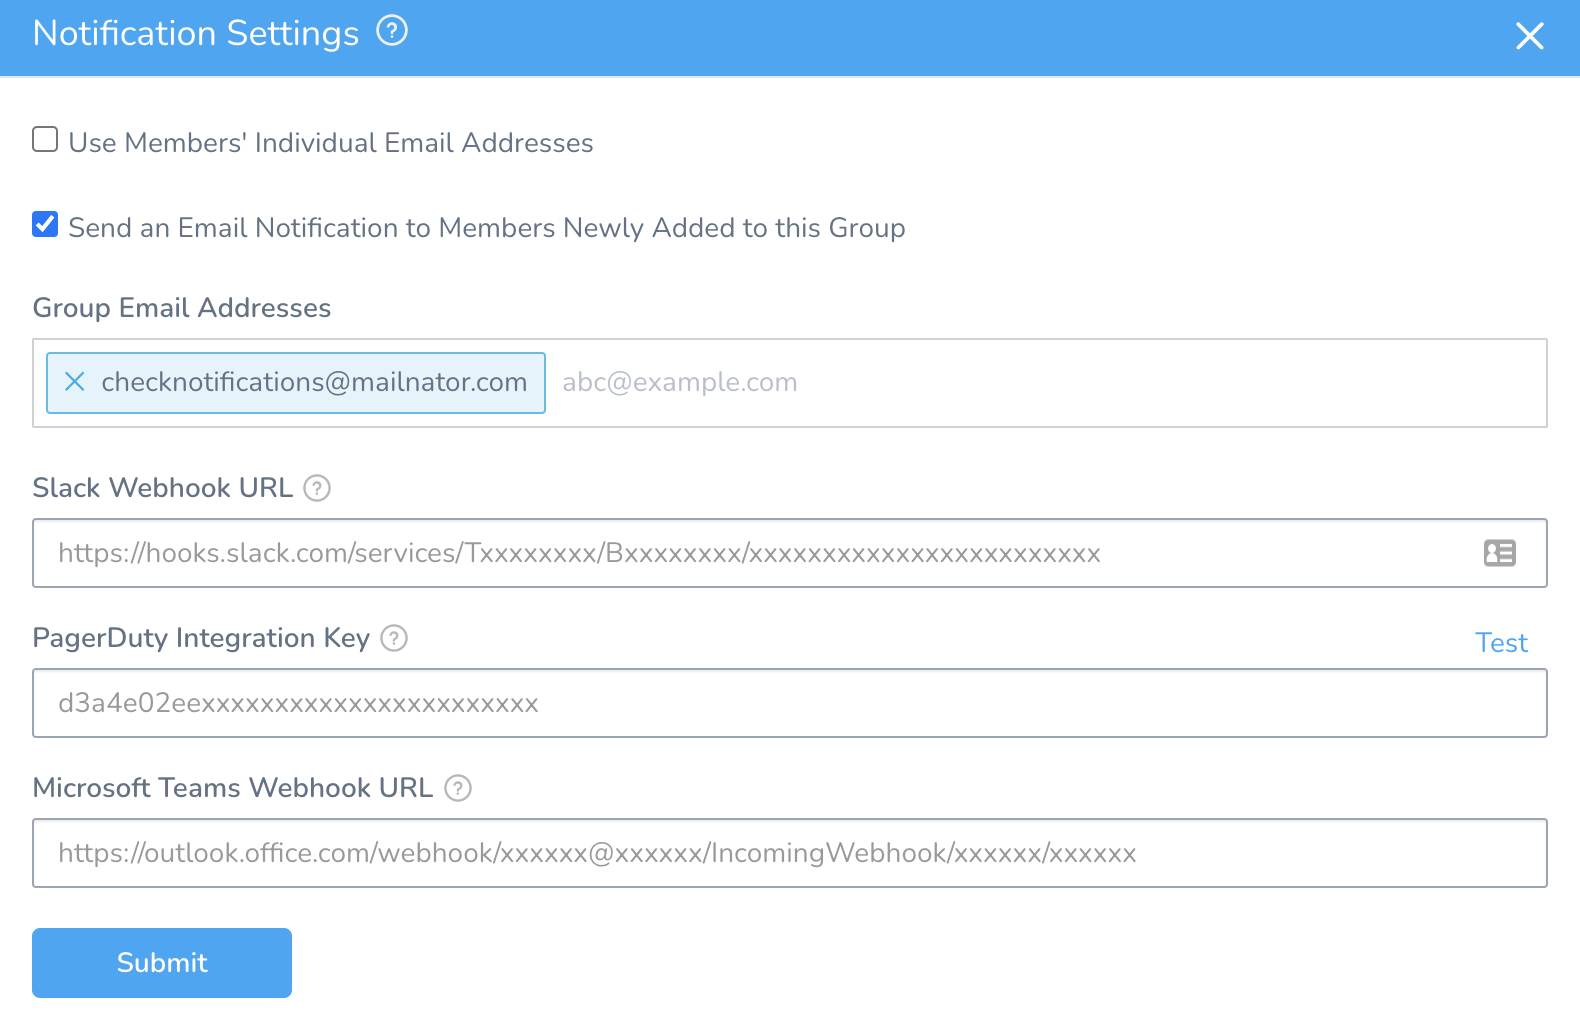 Notification Settings ?
Use Members' Individual Email Addresses
Send an Email Notification to Members Newly Added to this Group
Group Email Addresses
checknotifications@mailnator.com abc@example.com
Slack Webhook URL ?
https://hooks.slack.com/services/Txxxxxxxx/Bxxxxxxxx/xxxxxxxxxxxxxxxxxxxxxxxx
PagerDuty Integration Key ? Test
d3a4e02eexxxxxxxxxxxxxxxxxxxxxxx
Microsoft Teams Webhook URL ?
https://outlook.office.com/webhook/xxxxxx@xxxxxx/IncomingWebhook/xxxxxx/xxxxxx
Submit